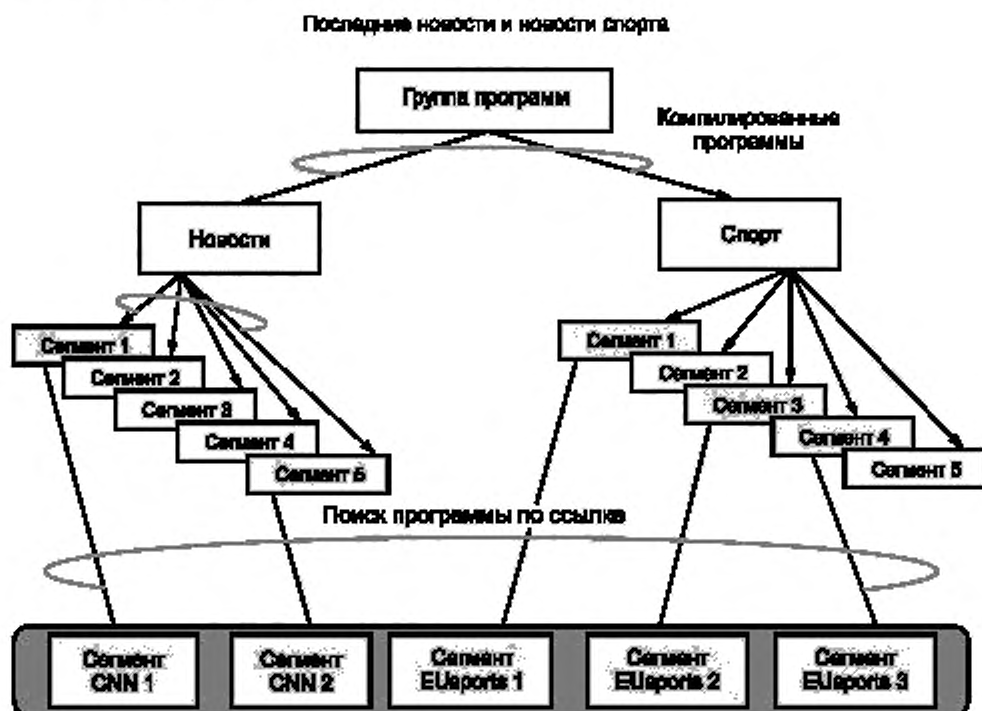 Последние новости и новости спорта
Группа программ
Компилированные
программы
Новости
Спорт
Сегмент 1
Сегмент 2
Сегмент 3
Сегмент 4
Сегмент 5
Сегмент 1
Сегмент 2
Сегмент 3
Сегмент 4
Сегмент 5
Поиск программы по ссылке
Сегмент
CNN 1
Сегмент
CNN 2
Сегмент
EUsports 1
Сегмент
EUsports 2
Сегмент
EUsports 3